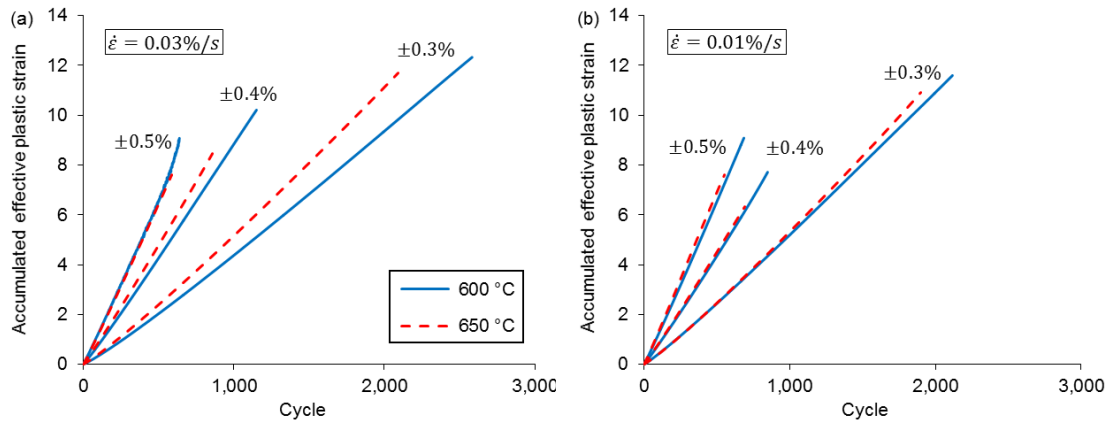 (a)
ε̇ = 0.03%/s
±0.3%
±0.4%
±0.5%
Accumulated effective plastic strain
14
12
10
8
6
4
2
0
600 °C
650 °C
0 1,000 2,000 3,000
Cycle
(b)
ε̇ = 0.01%/s
±0.3%
±0.5%
±0.4%
Accumulated effective plastic strain
14
12
10
8
6
4
2
0
0 1,000 2,000 3,000
Cycle